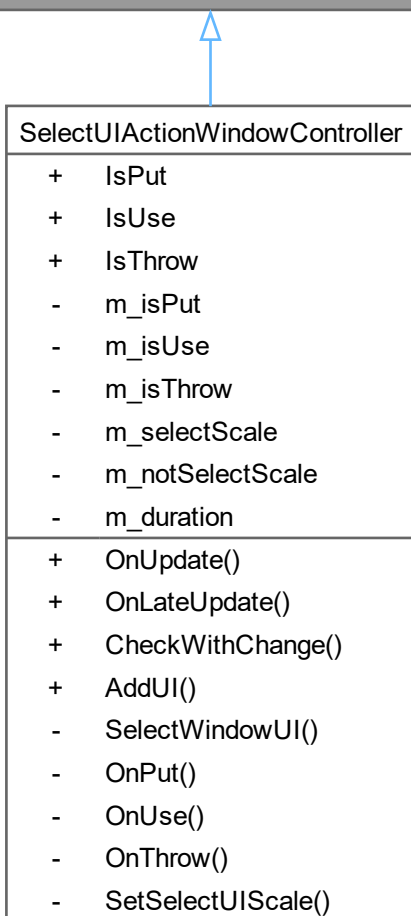 SelectUIActionWindowController
+ IsPut
+ IsUse
+ IsThrow
- m_isPut
- m_isUse
- m_isThrow
- m_selectScale
- m_notSelectScale
- m_duration
+ OnUpdate()
+ OnLateUpdate()
+ CheckWithChange()
+ AddUI()
- SelectWindowUI()
- OnPut()
- OnUse()
- OnThrow()
- SetSelectUIScale()